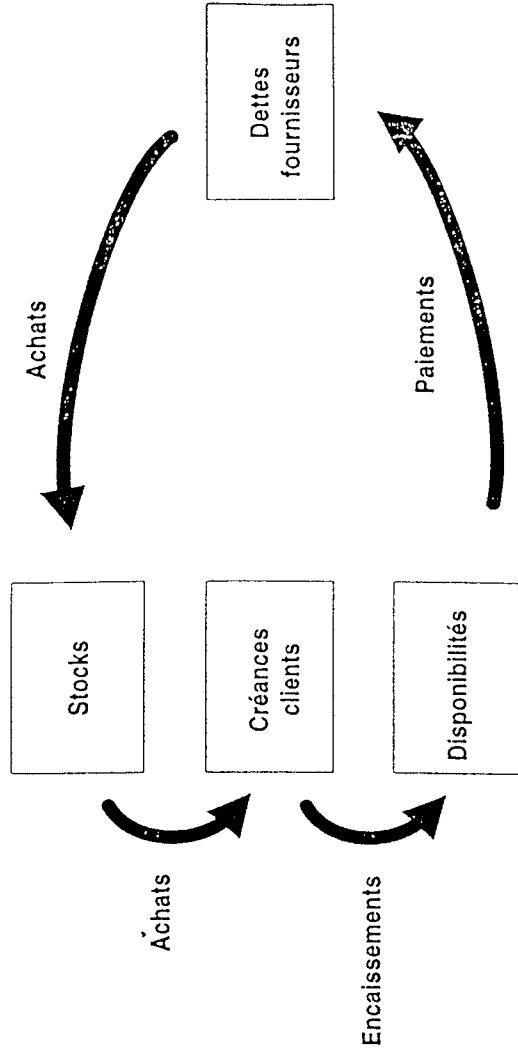 Achats
Stocks
Achats
Créances
clients
Dettes
fournisseurs
Encaissements
Paiements
Disponibilités